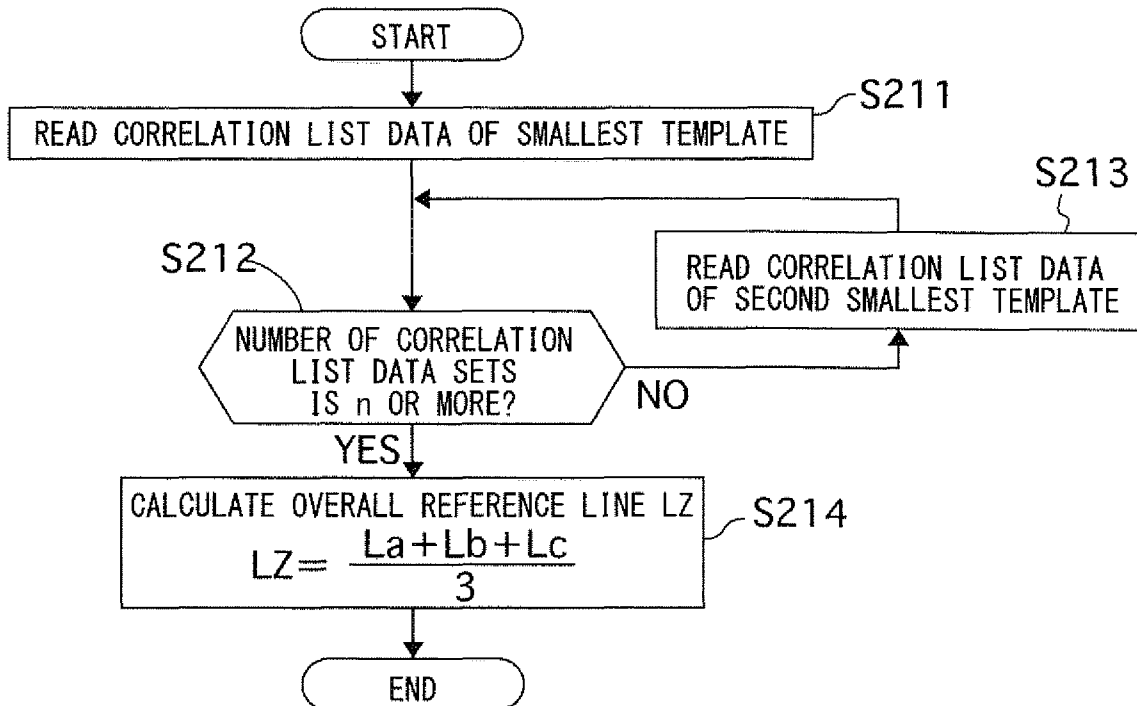 START
S211
READ CORRELATION LIST DATA OF SMALLEST TEMPLATE
S213
READ CORRELATION LIST DATA
OF SECOND SMALLEST TEMPLATE
S212
NUMBER OF CORRELATION
LIST DATA SETS
IS n OR MORE?
NO
YES
CALCULATE OVERALL REFERENCE LINE LZ
LZ= La+Lb+Lc
3
S214
END